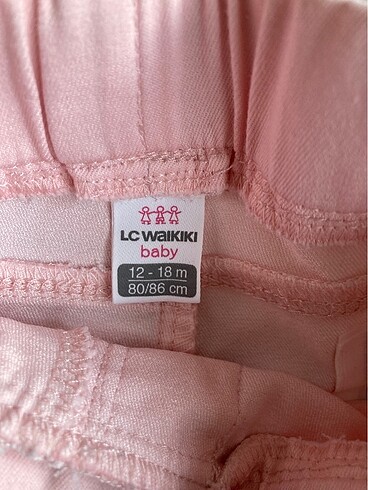 LC WAIKIKI
baby
12 - 18 m
80/86 cm